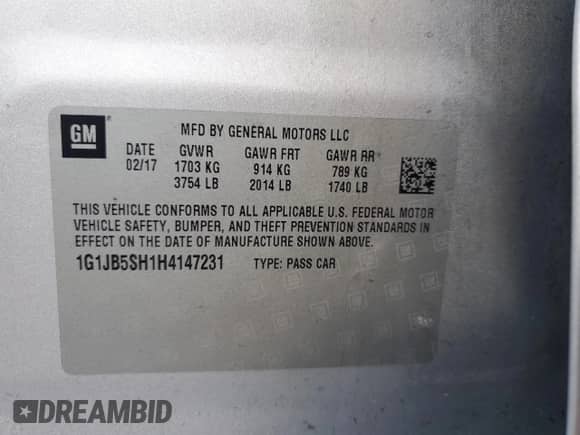 GM
MFD BY GENERAL MOTORS LLC
DATE GVWR GAWR FRT GAWR RR
02/17 1703 KG 914 KG 789 KG
3754 LB 2014 LB 1740 LB
THIS VEHICLE CONFORMS TO ALL APPLICABLE U.S. FEDERAL MOTOR
VEHICLE SAFETY, BUMPER, AND THEFT PREVENTION STANDARDS IN
EFFECT ON THE DATE OF MANUFACTURE SHOWN ABOVE.
1G1JB5SH1H4147231 TYPE: PASS CAR
DREAMBID